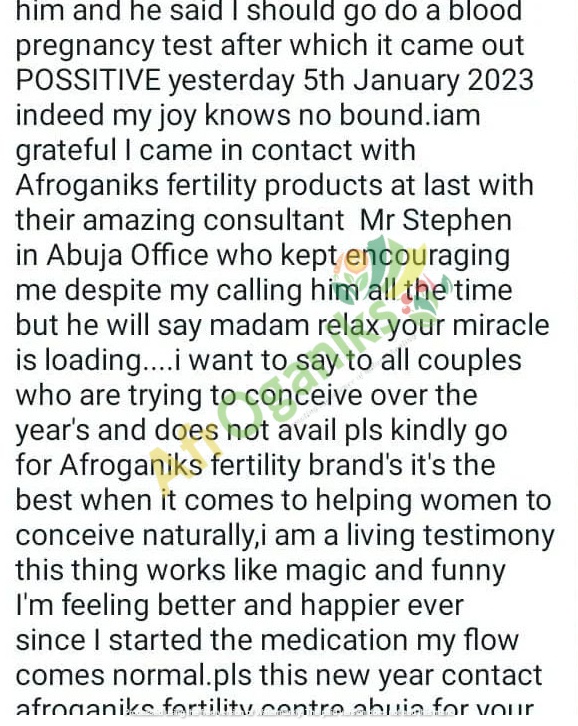 him and he said I should go do a blood
pregnancy test after which it came out
POSSITIVE yesterday 5th January 2023
indeed my joy knows no bound.iam
grateful I came in contact with
Afroganiks fertility products at last with
their amazing consultant  Mr Stephen
in Abuja Office who kept encouraging
me despite my calling him all the time
but he will say madam relax your miracle
is loading....i want to say to all couples
who are trying to conceive over the
year's and does not avail pls kindly go
for Afroganiks fertility brand's it's the
best when it comes to helping women to
conceive naturally,i am a living testimony
this thing works like magic and funny
I'm feeling better and happier ever
since I started the medication my flow
comes normal.pls this new year contact
afroganiks fertility centre abuja for your
AfrOganiks